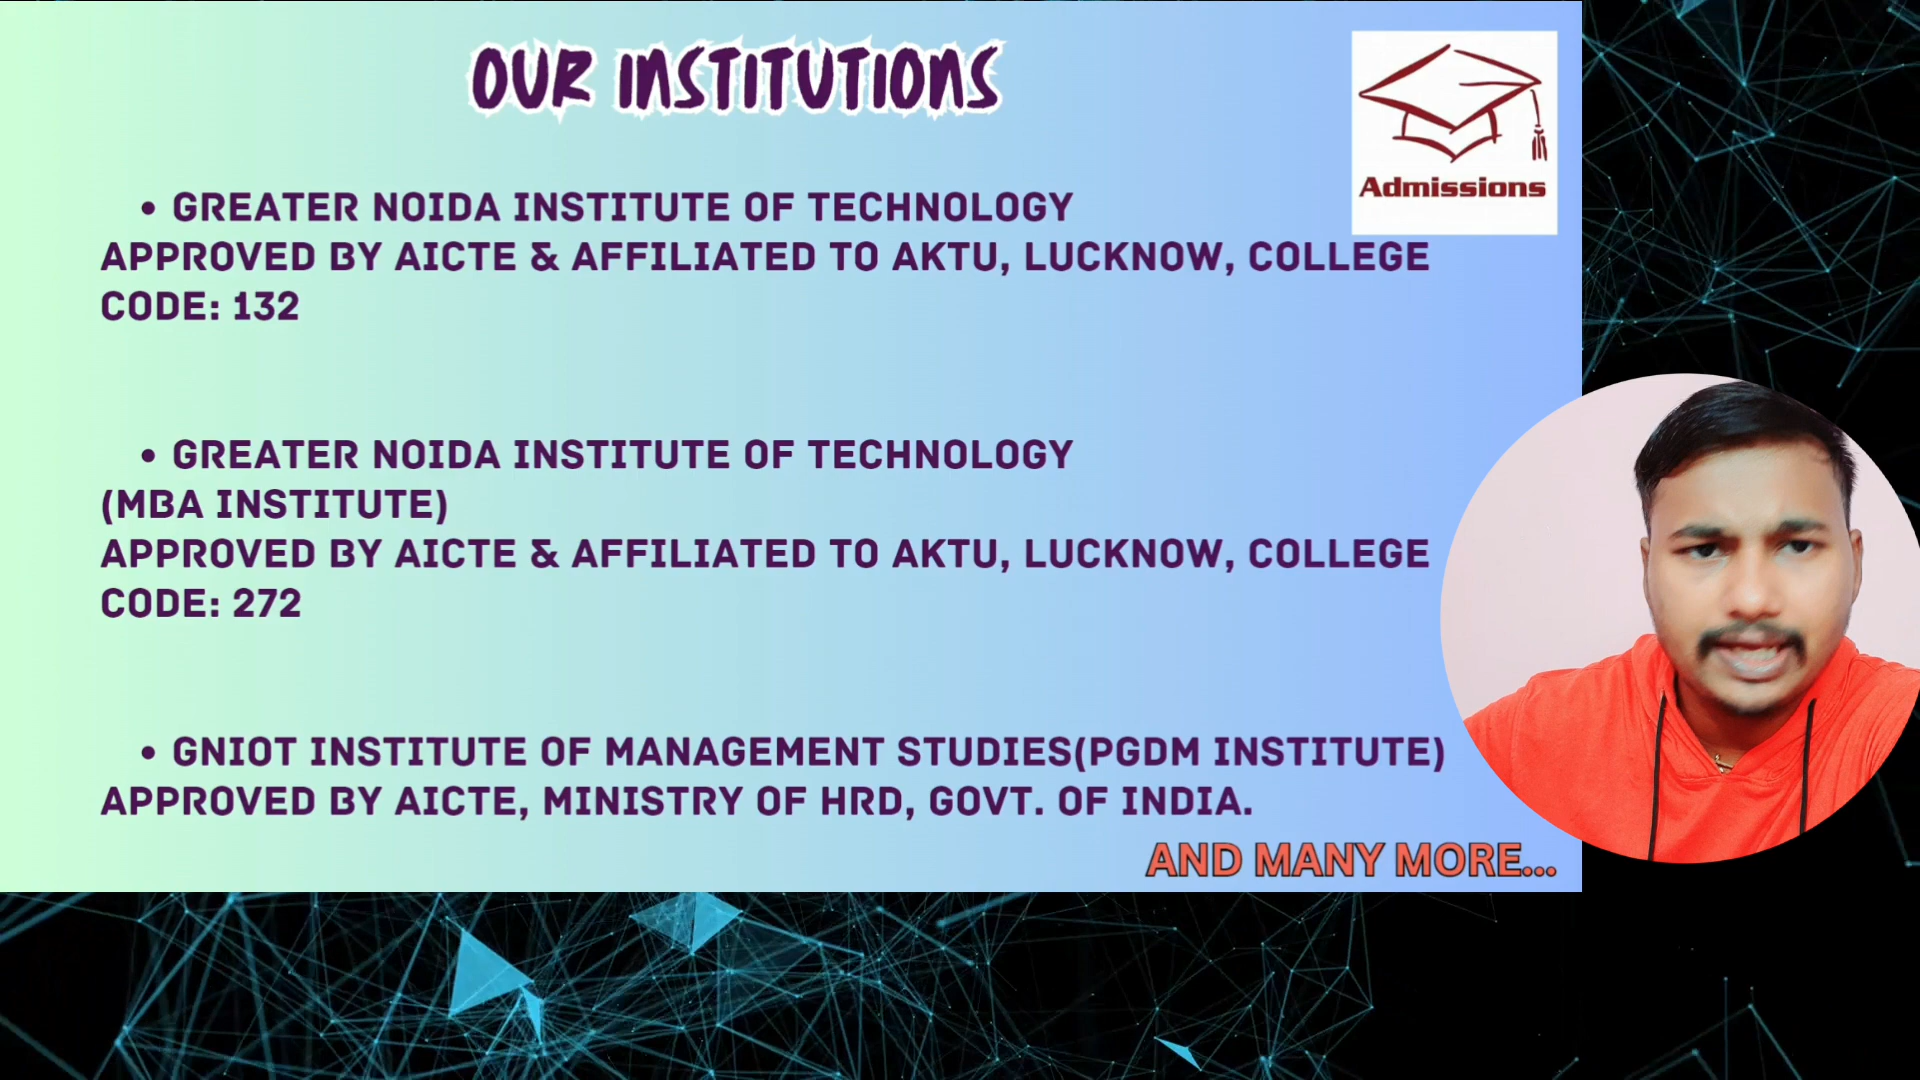 OUR INSTITUTIONS
Admissions
• GREATER NOIDA INSTITUTE OF TECHNOLOGY
APPROVED BY AICTE & AFFILIATED TO AKTU, LUCKNOW, COLLEGE
CODE: 132
• GREATER NOIDA INSTITUTE OF TECHNOLOGY
(MBA INSTITUTE)
APPROVED BY AICTE & AFFILIATED TO AKTU, LUCKNOW, COLLEGE
CODE: 272
• GNIOT INSTITUTE OF MANAGEMENT STUDIES(PGDM INSTITUTE)
APPROVED BY AICTE, MINISTRY OF HRD, GOVT. OF INDIA.
AND MANY MORE...